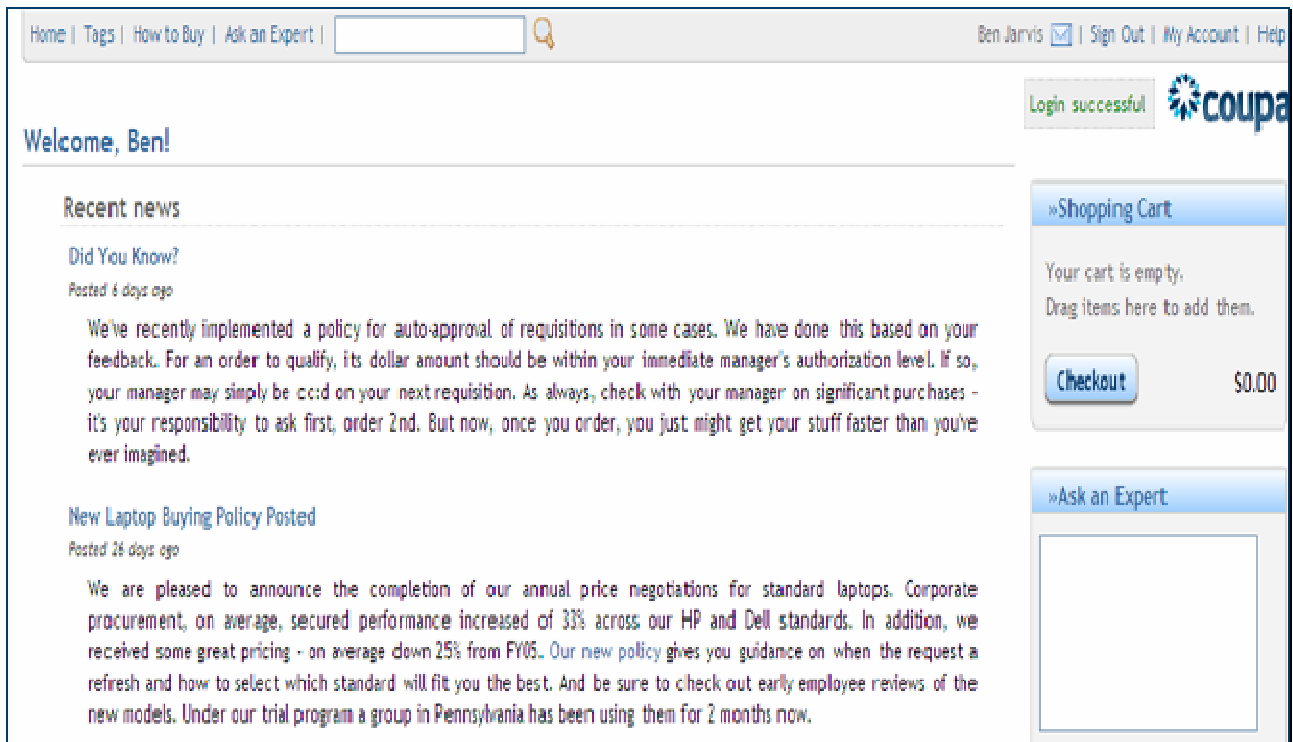 Home | Tags | How to Buy | Ask an Expert |
Ben Jarvis | Sign Out | My Account | Help
Login successful
coupa
Welcome, Ben!
Recent news
Did You Know?
Posted 6 days ago
We've recently implemented a policy for auto-approval of requisitions in some cases. We have done this based on your
feedback. For an order to qualify, its dollar amount should be within your immediate manager's authorization level. If so,
your manager may simply be cc:d on your next requisition. As always, check with your manager on significant purchases -
it's your responsibility to ask first, order 2nd. But now, once you order, you just might get your stuff faster than you've
ever imagined.
New Laptop Buying Policy Posted
Posted 26 days ago
We are pleased to announce the completion of our annual price negotiations for standard laptops. Corporate
procurement, on average, secured performance increased of 33% across our HP and Dell standards. In addition, we
received some great pricing - on average down 25% from FY05. Our new policy gives you guidance on when the request a
refresh and how to select which standard will fit you the best. And be sure to check out early employee reviews of the
new models. Under our trial program a group in Pennsylvania has been using them for 2 months now.
»Shopping Cart
Your cart is empty.
Drag items here to add them.
Checkout $0.00
»Ask an Expert